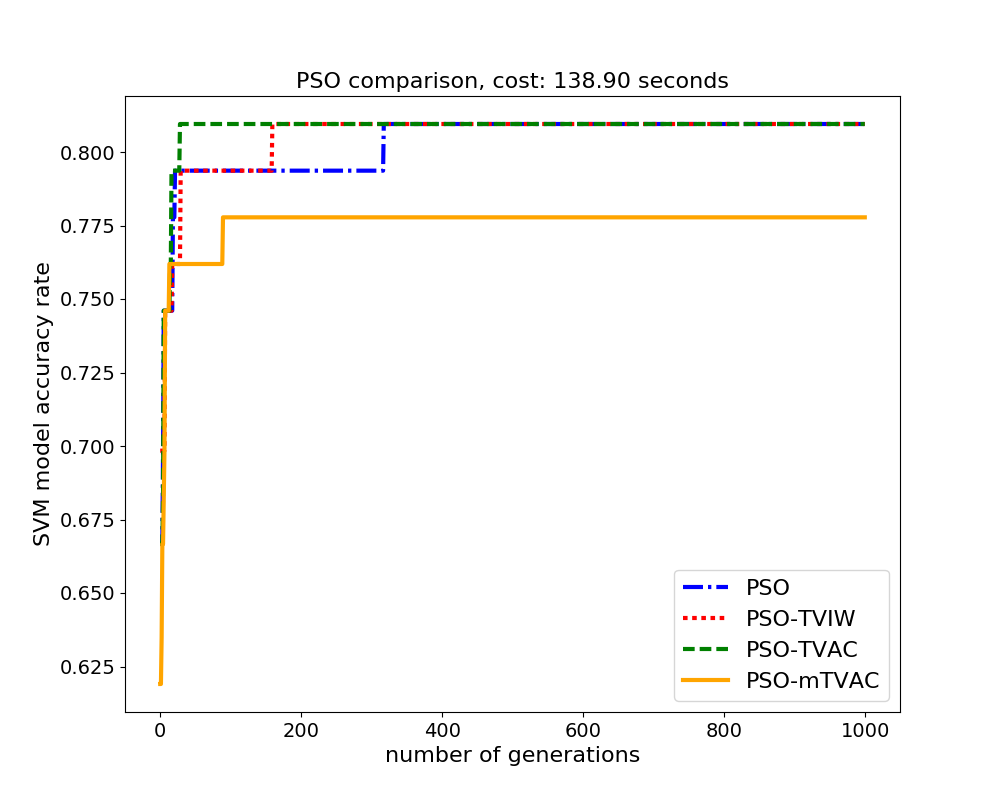 PSO comparison, cost: 138.90 seconds
SVM model accuracy rate
0.800
0.775
0.750
0.725
0.700
0.675
0.650
0.625
0 200 400 600 800 1000
number of generations
PSO
PSO-TVIW
PSO-TVAC
PSO-mTVAC